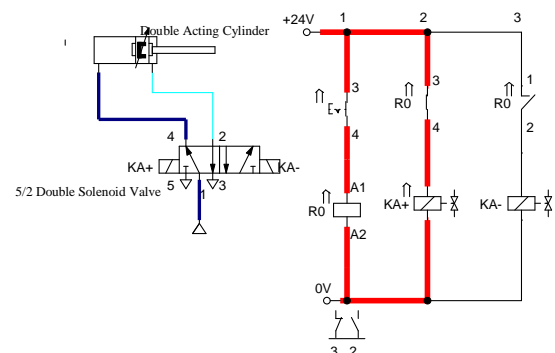 Double Acting Cylinder
4 2
KA+ KA-
5 3
1
5/2 Double Solenoid Valve
+24V 1 2 3
3 3 1
R0 R0
4 4 2
A1
R0 KA+ KA-
A2
0V
3 2